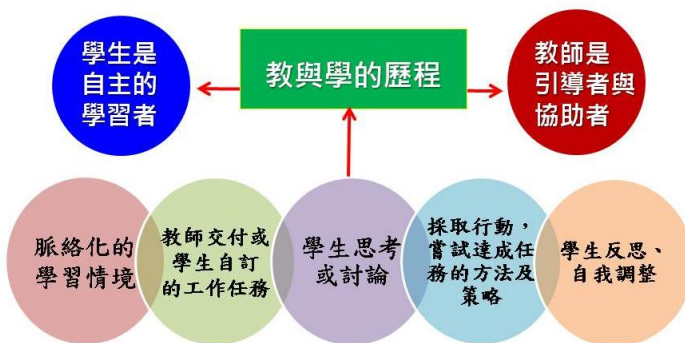 學生是
自主的
學習者
教與學的歷程
教師是
引導者與
協助者
脈絡化的
學習情境
教師交付或
學生自訂
的工作任務
學生思考
或討論
採取行動，
嘗試達成任
務的方法及
策略
學生反思、
自我調整